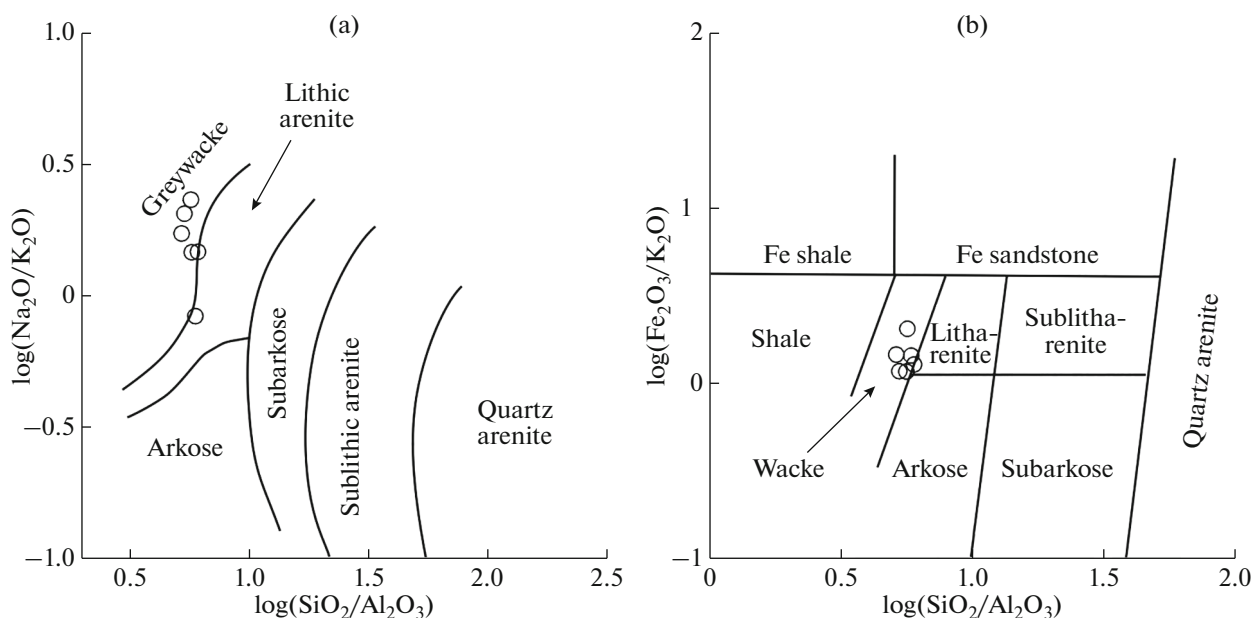 (a)
1.0
0.5
0
−0.5
−1.0
log(Na₂O/K₂O)
Greywacke
Lithic
arenite
Subarkose
Sublithic arenite
Arkose
Quartz
arenite
0.5
1.0
1.5
2.0
2.5
log(SiO₂/Al₂O₃)
(b)
2
1
0
−1
log(Fe₂O₃/K₂O)
Fe shale
Fe sandstone
Shale
Litha-
renite
Sublitha-
renite
Quartz arenite
Wacke
Arkose
Subarkose
0
0.5
1.0
1.5
2.0
log(SiO₂/Al₂O₃)